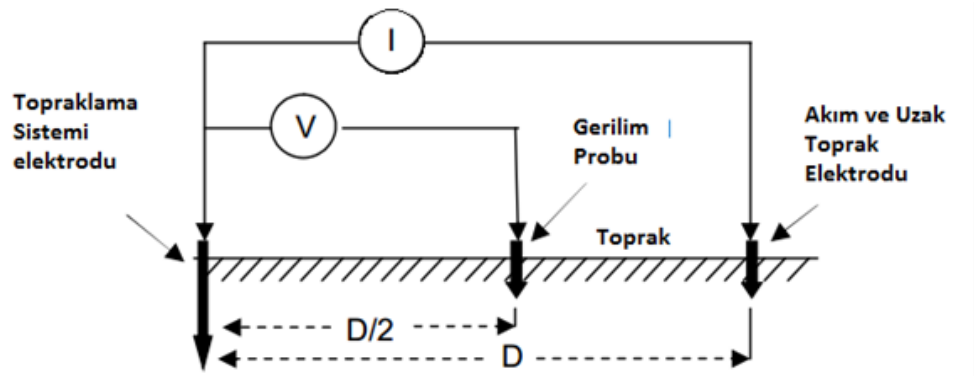 I
Topraklama
Sistemi
elektrodu
V
Gerilim
Probu
Akım ve Uzak
Toprak
Elektrodu
Toprak
D/2
D